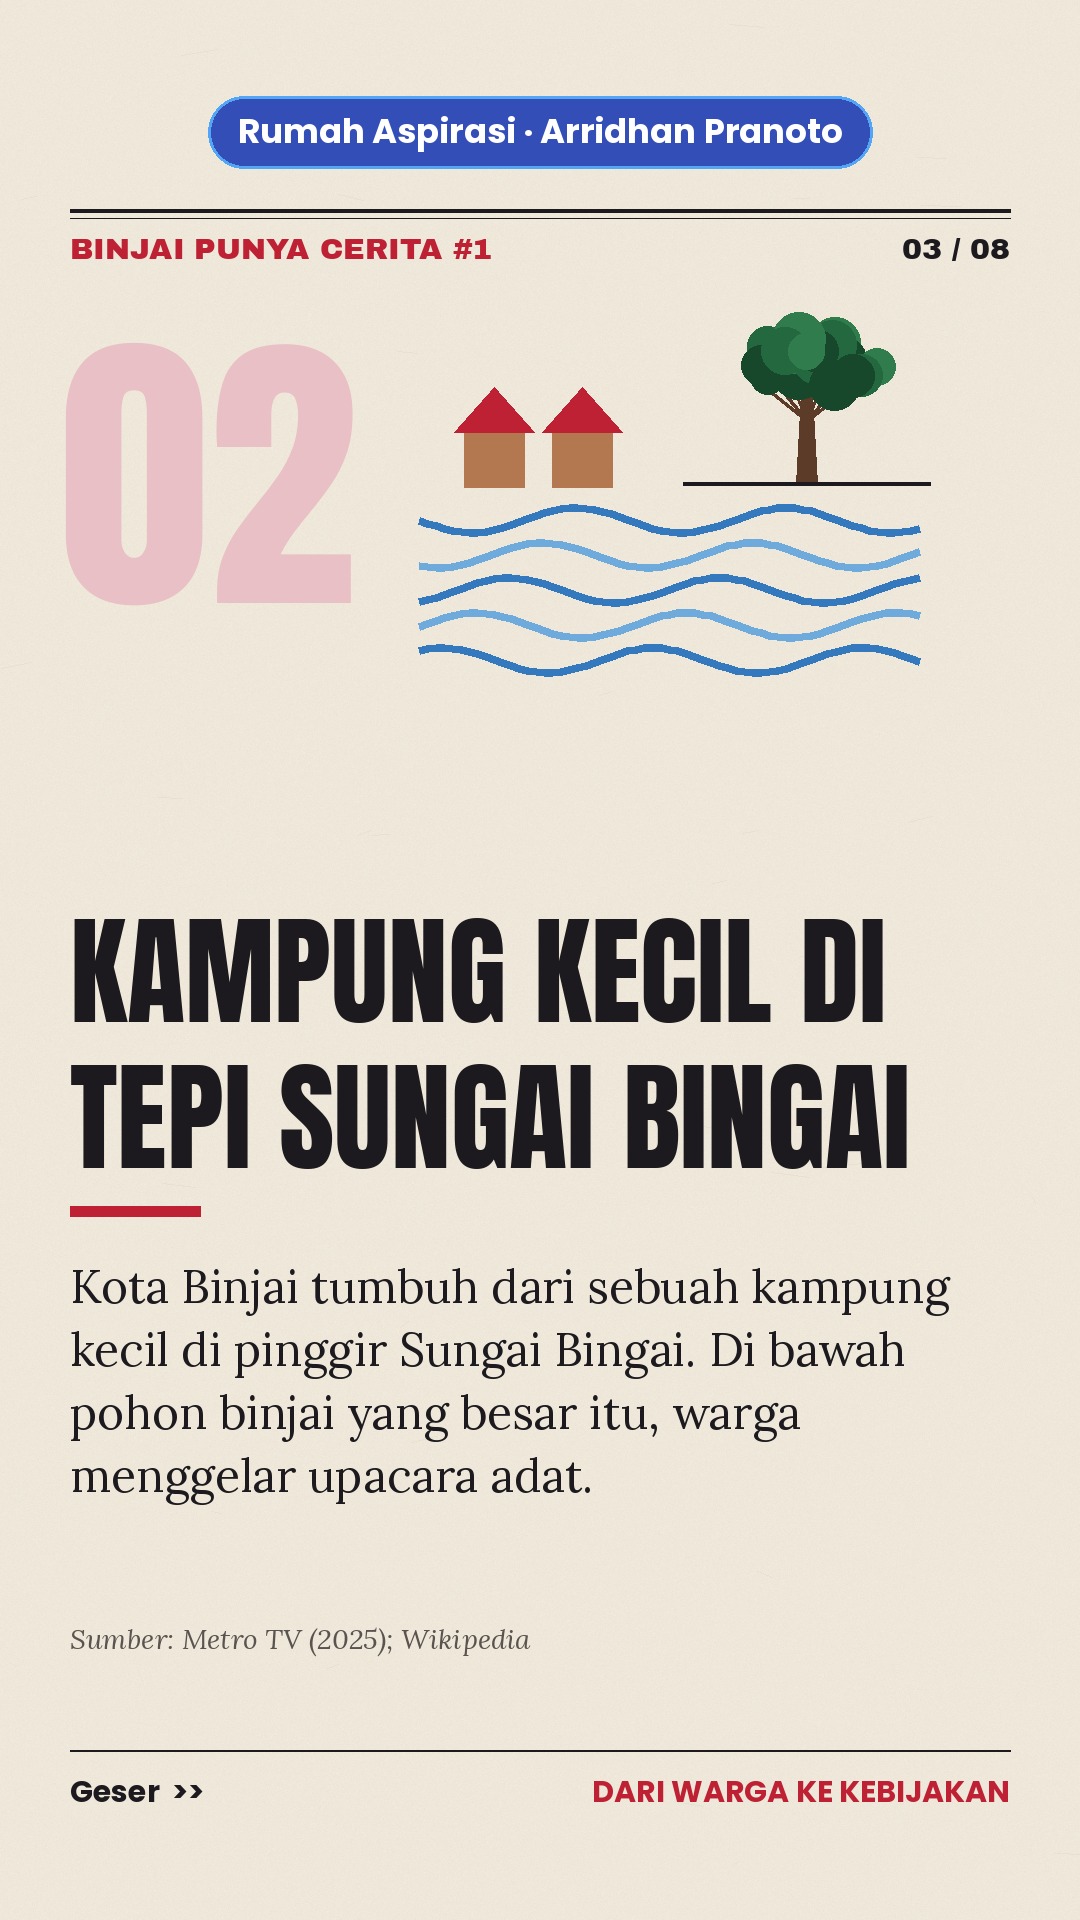 Rumah Aspirasi · Arridhan Pranoto
BINJAI PUNYA CERITA #1
03 / 08
02
KAMPUNG KECIL DI
TEPI SUNGAI BINGAI
Kota Binjai tumbuh dari sebuah kampung
kecil di pinggir Sungai Bingai. Di bawah
pohon binjai yang besar itu, warga
menggelar upacara adat.
Sumber: Metro TV (2025); Wikipedia
Geser >>
DARI WARGA KE KEBIJAKAN